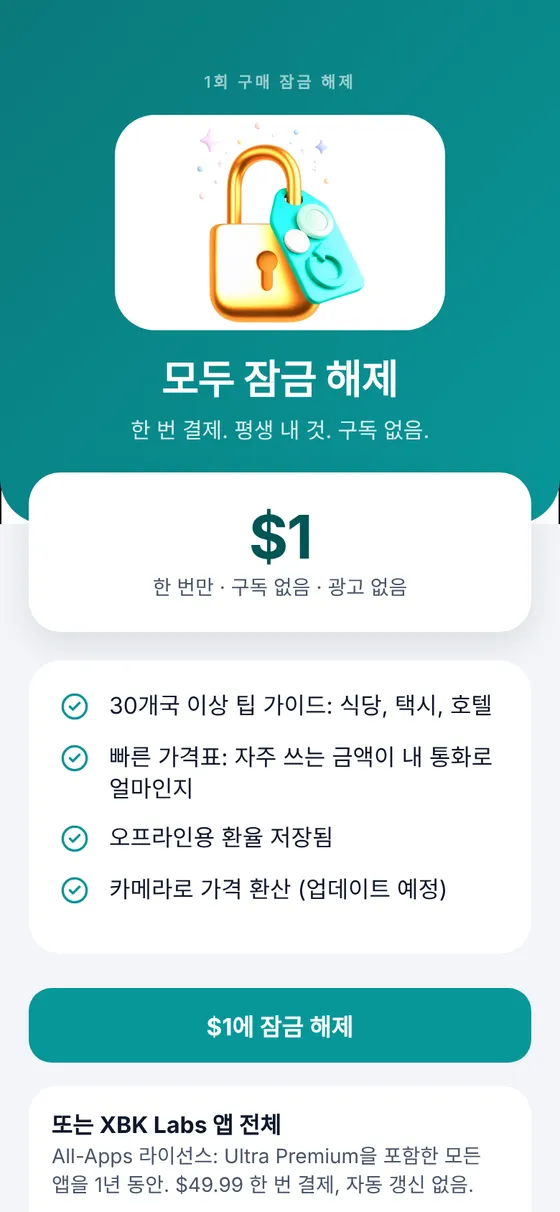 1회 구매 잠금 해제
모두 잠금 해제
한 번 결제. 평생 내 것. 구독 없음.
$1
한 번만 · 구독 없음 · 광고 없음
30개국 이상 팁 가이드: 식당, 택시, 호텔
빠른 가격표: 자주 쓰는 금액이 내 통화로
얼마인지
오프라인용 환율 저장됨
카메라로 가격 환산 (업데이트 예정)
$1에 잠금 해제
또는 XBK Labs 앱 전체
All-Apps 라이선스: Ultra Premium을 포함한 모든
앱을 1년 동안. $49.99 한 번 결제, 자동 갱신 없음.